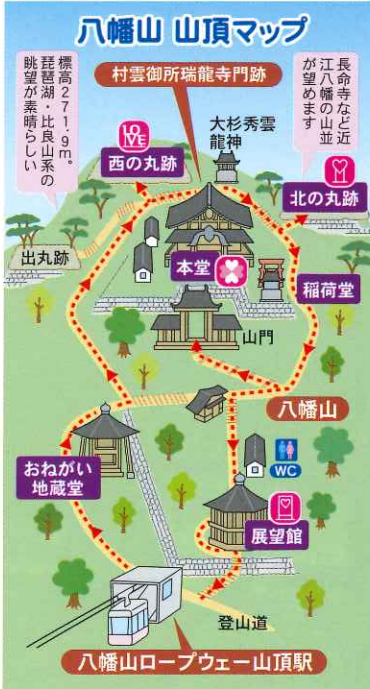 八幡山 山頂マップ
村雲御所瑞龍寺門跡
標高271.9m。
琵琶湖・比良山系の
眺望が素晴らしい
長命寺など近
江八幡の山並
が望めます
LOVE
西の丸跡
大杉秀雲
龍神
北の丸跡
出丸跡
本堂
稲荷堂
山門
八幡山
おねがい
地蔵堂
WC
展望館
登山道
八幡山ロープウェー山頂駅